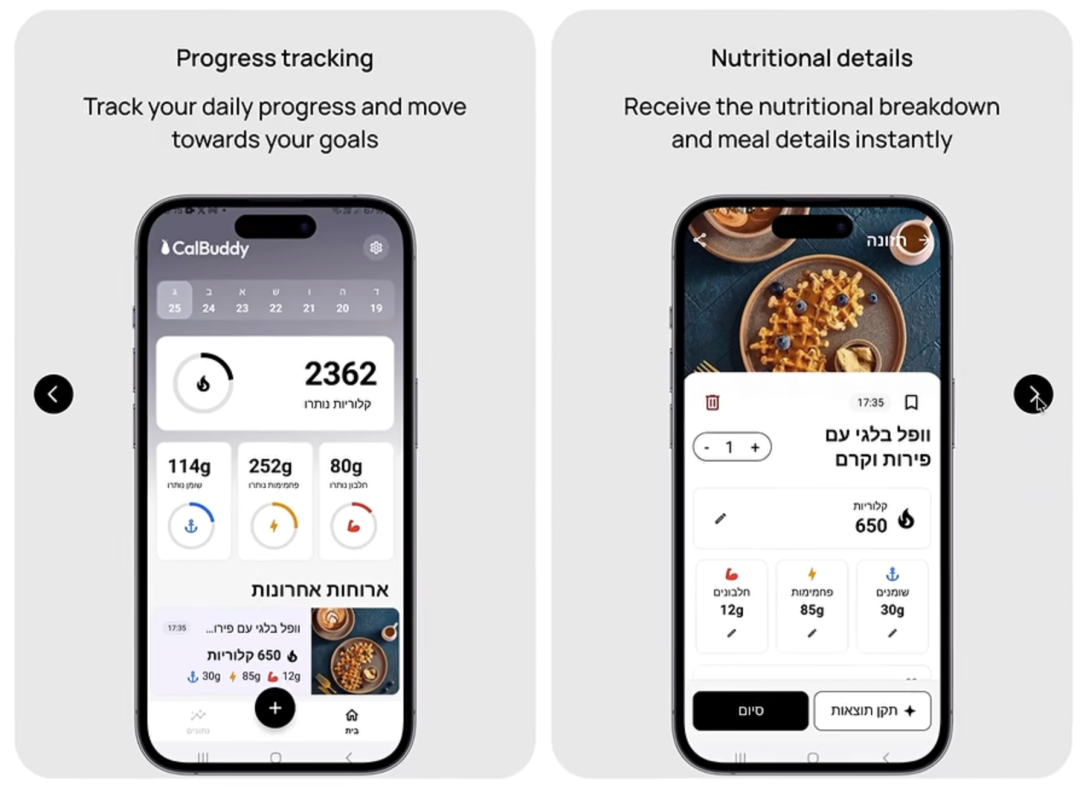 Progress tracking
Track your daily progress and move
towards your goals
CalBuddy
ד ה ו ש א ב ג
19 20 21 22 23 24 25
2362
קלוריות נותרו
80g 252g 114g
חלבון נותרו פחמימות נותרו שומן נותרו
ארוחות אחרונות
וופל בלגי עם פירו... 17:35
650 קלוריות
12g 85g 30g
+
בית נתונים
Nutritional details
Receive the nutritional breakdown
and meal details instantly
תזונה
17:35
וופל בלגי עם
פירות וקרם
- 1 +
קלוריות
650
שומנים פחמימות חלבונים
30g 85g 12g
תקן תוצאות סיום